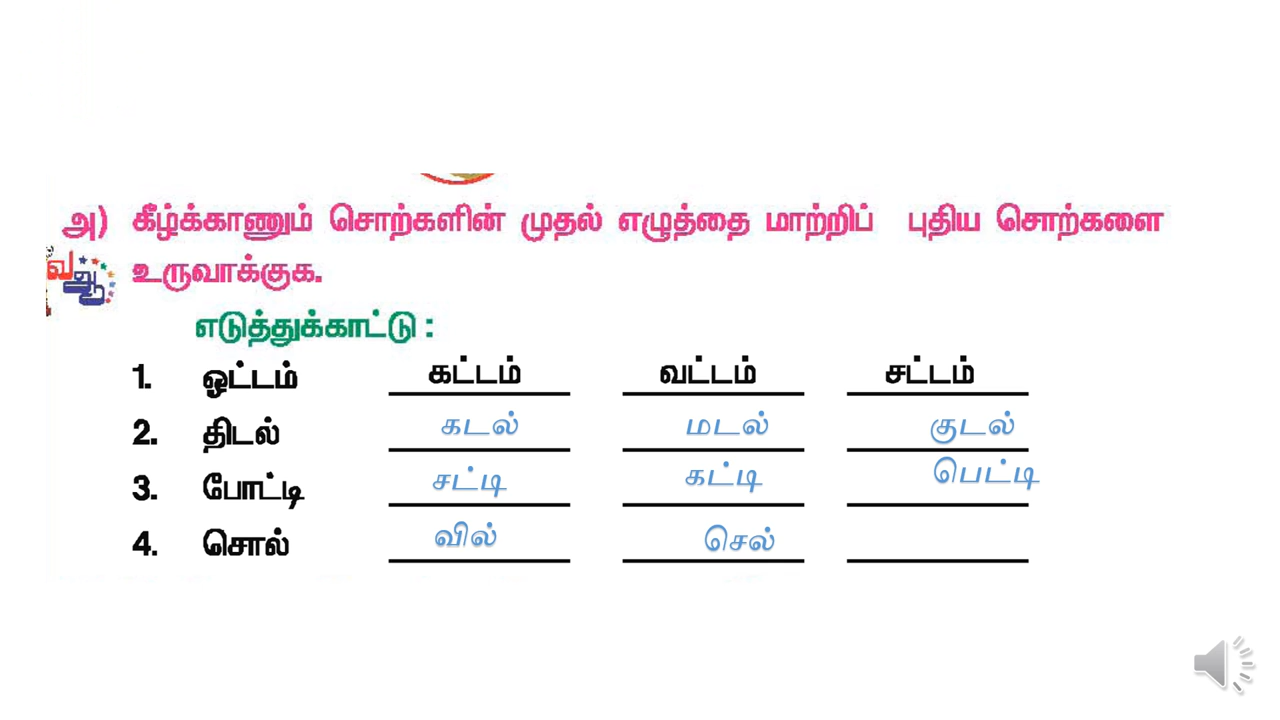 அ) கீழ்க்காணும் சொற்களின் முதல் எழுத்தை மாற்றிப் புதிய சொற்களை
உருவாக்குக.
எடுத்துக்காட்டு :
1. ஓட்டம் கட்டம் வட்டம் சட்டம்
2. திடல் கடல் மடல் குடல்
3. போட்டி சட்டி கட்டி பெட்டி
4. சொல் வில் செல்